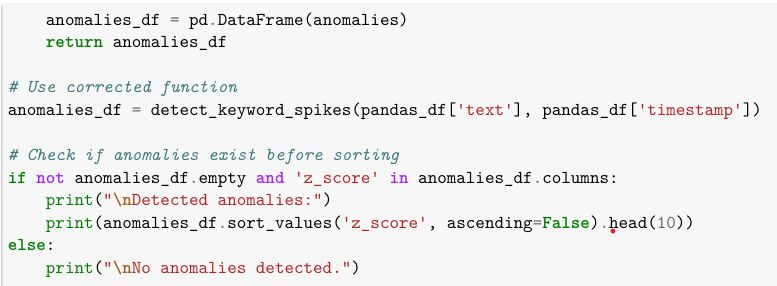 anomalies_df = pd.DataFrame(anomalies)
    return anomalies_df

# Use corrected function
anomalies_df = detect_keyword_spikes(pandas_df['text'], pandas_df['timestamp'])

# Check if anomalies exist before sorting
if not anomalies_df.empty and 'z_score' in anomalies_df.columns:
    print("\nDetected anomalies:")
    print(anomalies_df.sort_values('z_score', ascending=False).head(10))
else:
    print("\nNo anomalies detected.")